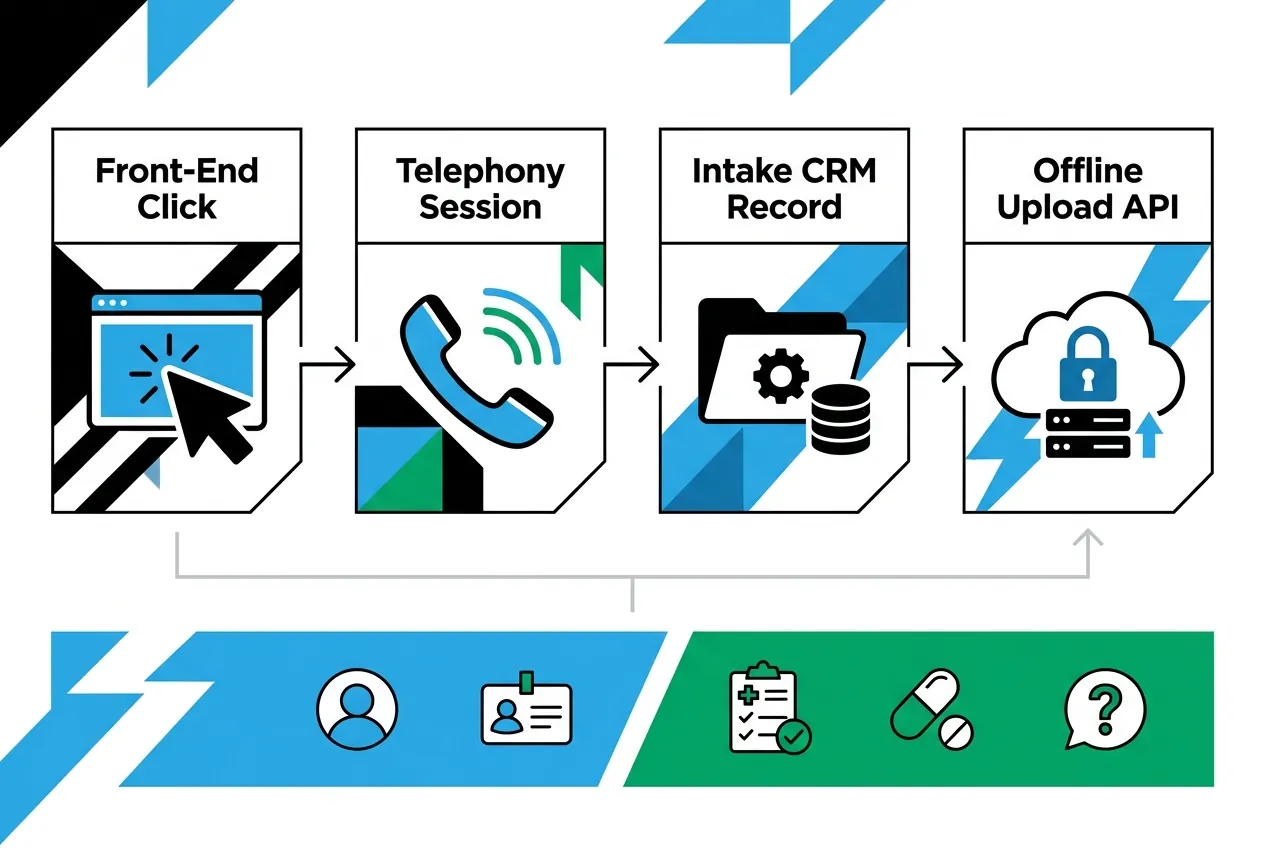 Front-End
Click
Telephony
Session
Intake CRM
Record
Offline
Upload API
?